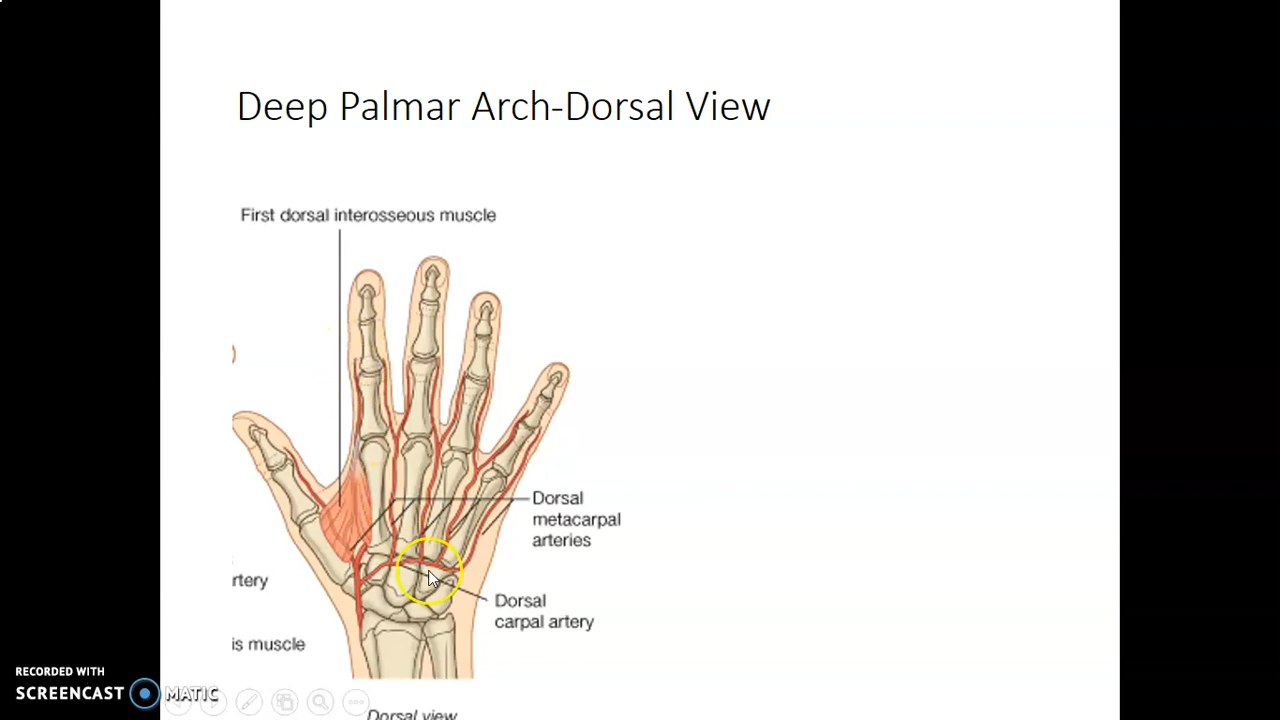 Deep Palmar Arch-Dorsal View
First dorsal interosseous muscle
Dorsal
metacarpal
arteries
rtery
Dorsal
carpal artery
is muscle
RECORDED WITH
SCREENCAST MATIC
Dorsal view